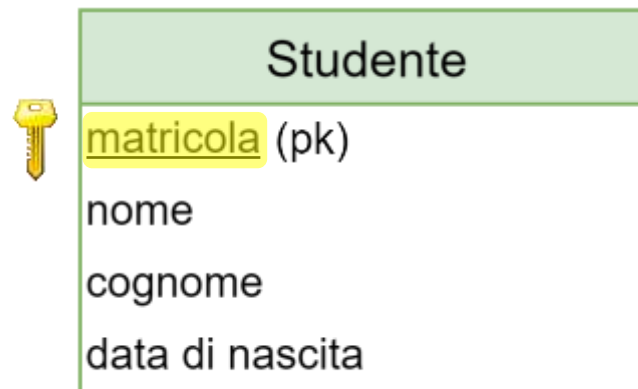 Studente
matricola (pk)
nome
cognome
data di nascita